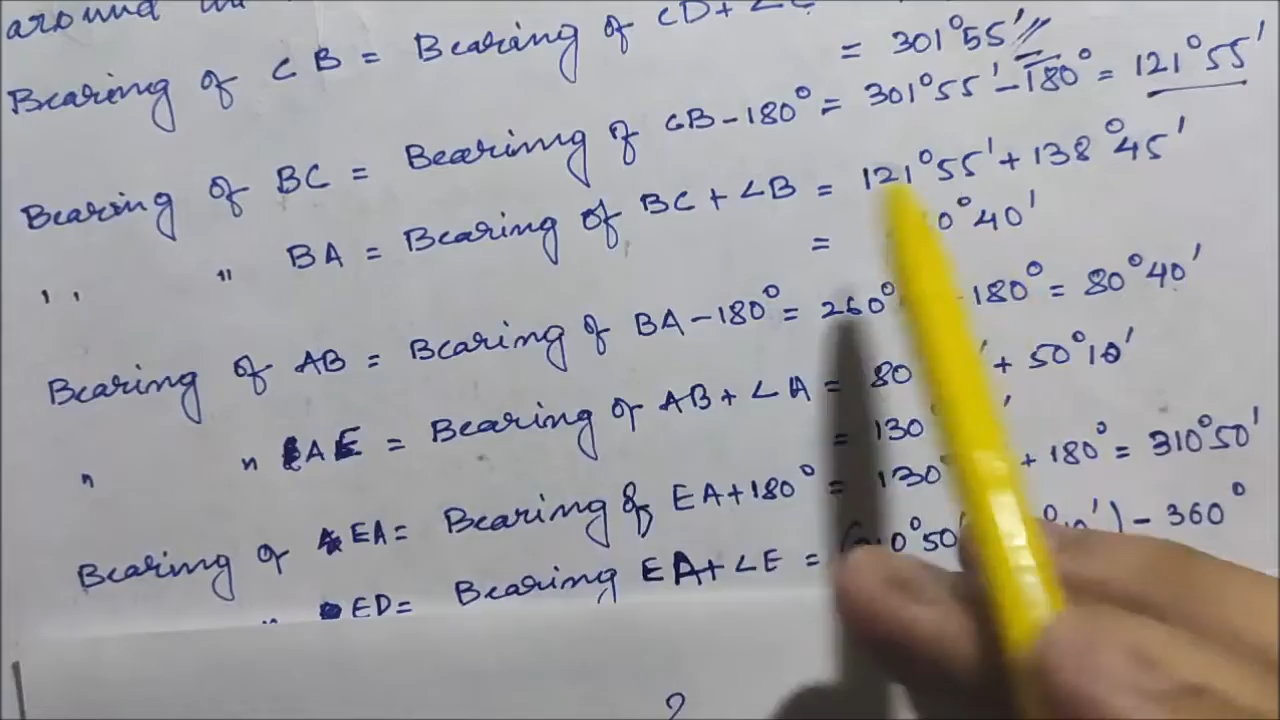 around
Bearing of CB = Bearing of CD + ∠C
= 301°55'
Bearing of BC = Bearing of CB - 180° = 301°55' - 180° = 121°55'
,, " BA = Bearing of BC + ∠B = 121°55' + 138°45'
= 0°40'
Bearing of AB = Bearing of BA - 180° = 260° - 180° = 80°40'
" " AE = Bearing of AB + ∠A = 80 ' + 50°10'
= 130° '
Bearing of EA = Bearing of EA + 180° = 130° + 180° = 310°50'
" ED = Bearing EA + ∠E = ( 10°50' ') - 360°
2